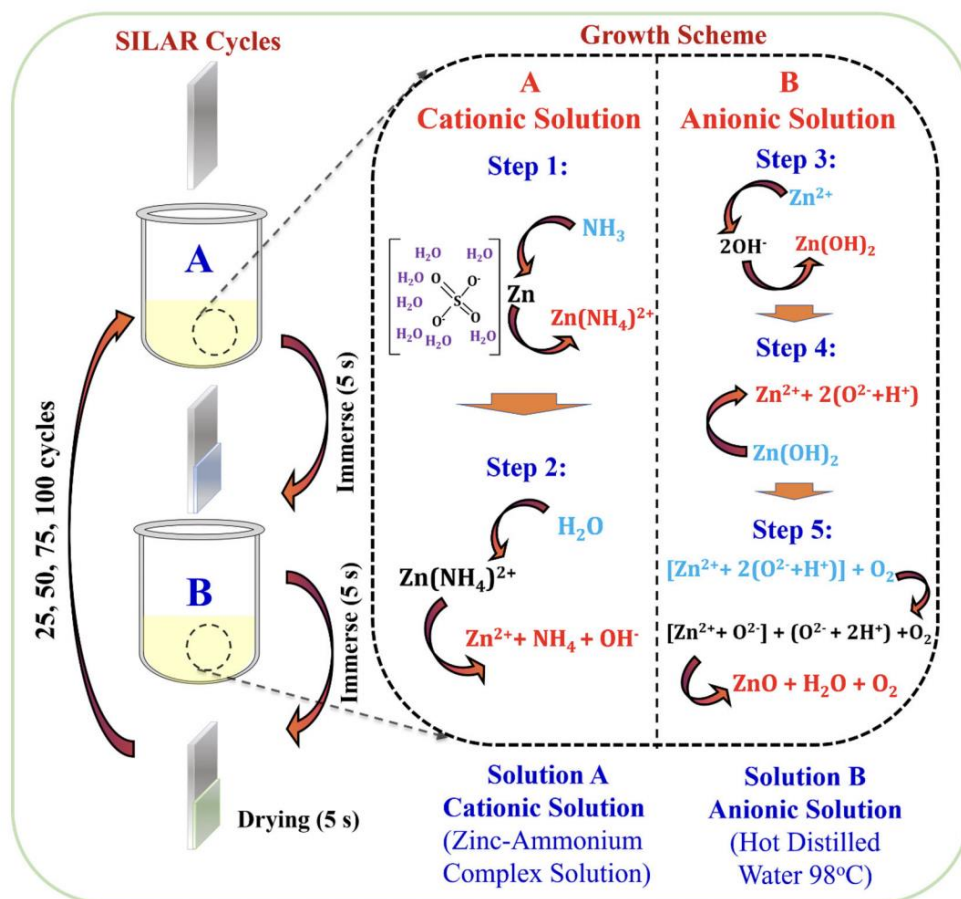 SILAR Cycles
A
Immerse (5 s)
B
Immerse (5 s)
25, 50, 75, 100 cycles
Drying (5 s)
Growth Scheme
A
Cationic Solution
Step 1:
NH₃
H₂O
H₂O
H₂O
H₂O
H₂O
H₂O
H₂O
O
O⁻
S
O⁻
O
Zn
Zn(NH₄)²⁺
Step 2:
H₂O
Zn(NH₄)²⁺
Zn²⁺ + NH₄ + OH⁻
B
Anionic Solution
Step 3:
Zn²⁺
2OH⁻
Zn(OH)₂
Step 4:
Zn²⁺ + 2(O²⁻+H⁺)
Zn(OH)₂
Step 5:
[Zn²⁺ + 2(O²⁻+H⁺)] + O₂
[Zn²⁺ + O²⁻] + (O²⁻ + 2H⁺) +O₂
ZnO + H₂O + O₂
Solution A
Cationic Solution
(Zinc-Ammonium
Complex Solution)
Solution B
Anionic Solution
(Hot Distilled
Water 98°C)